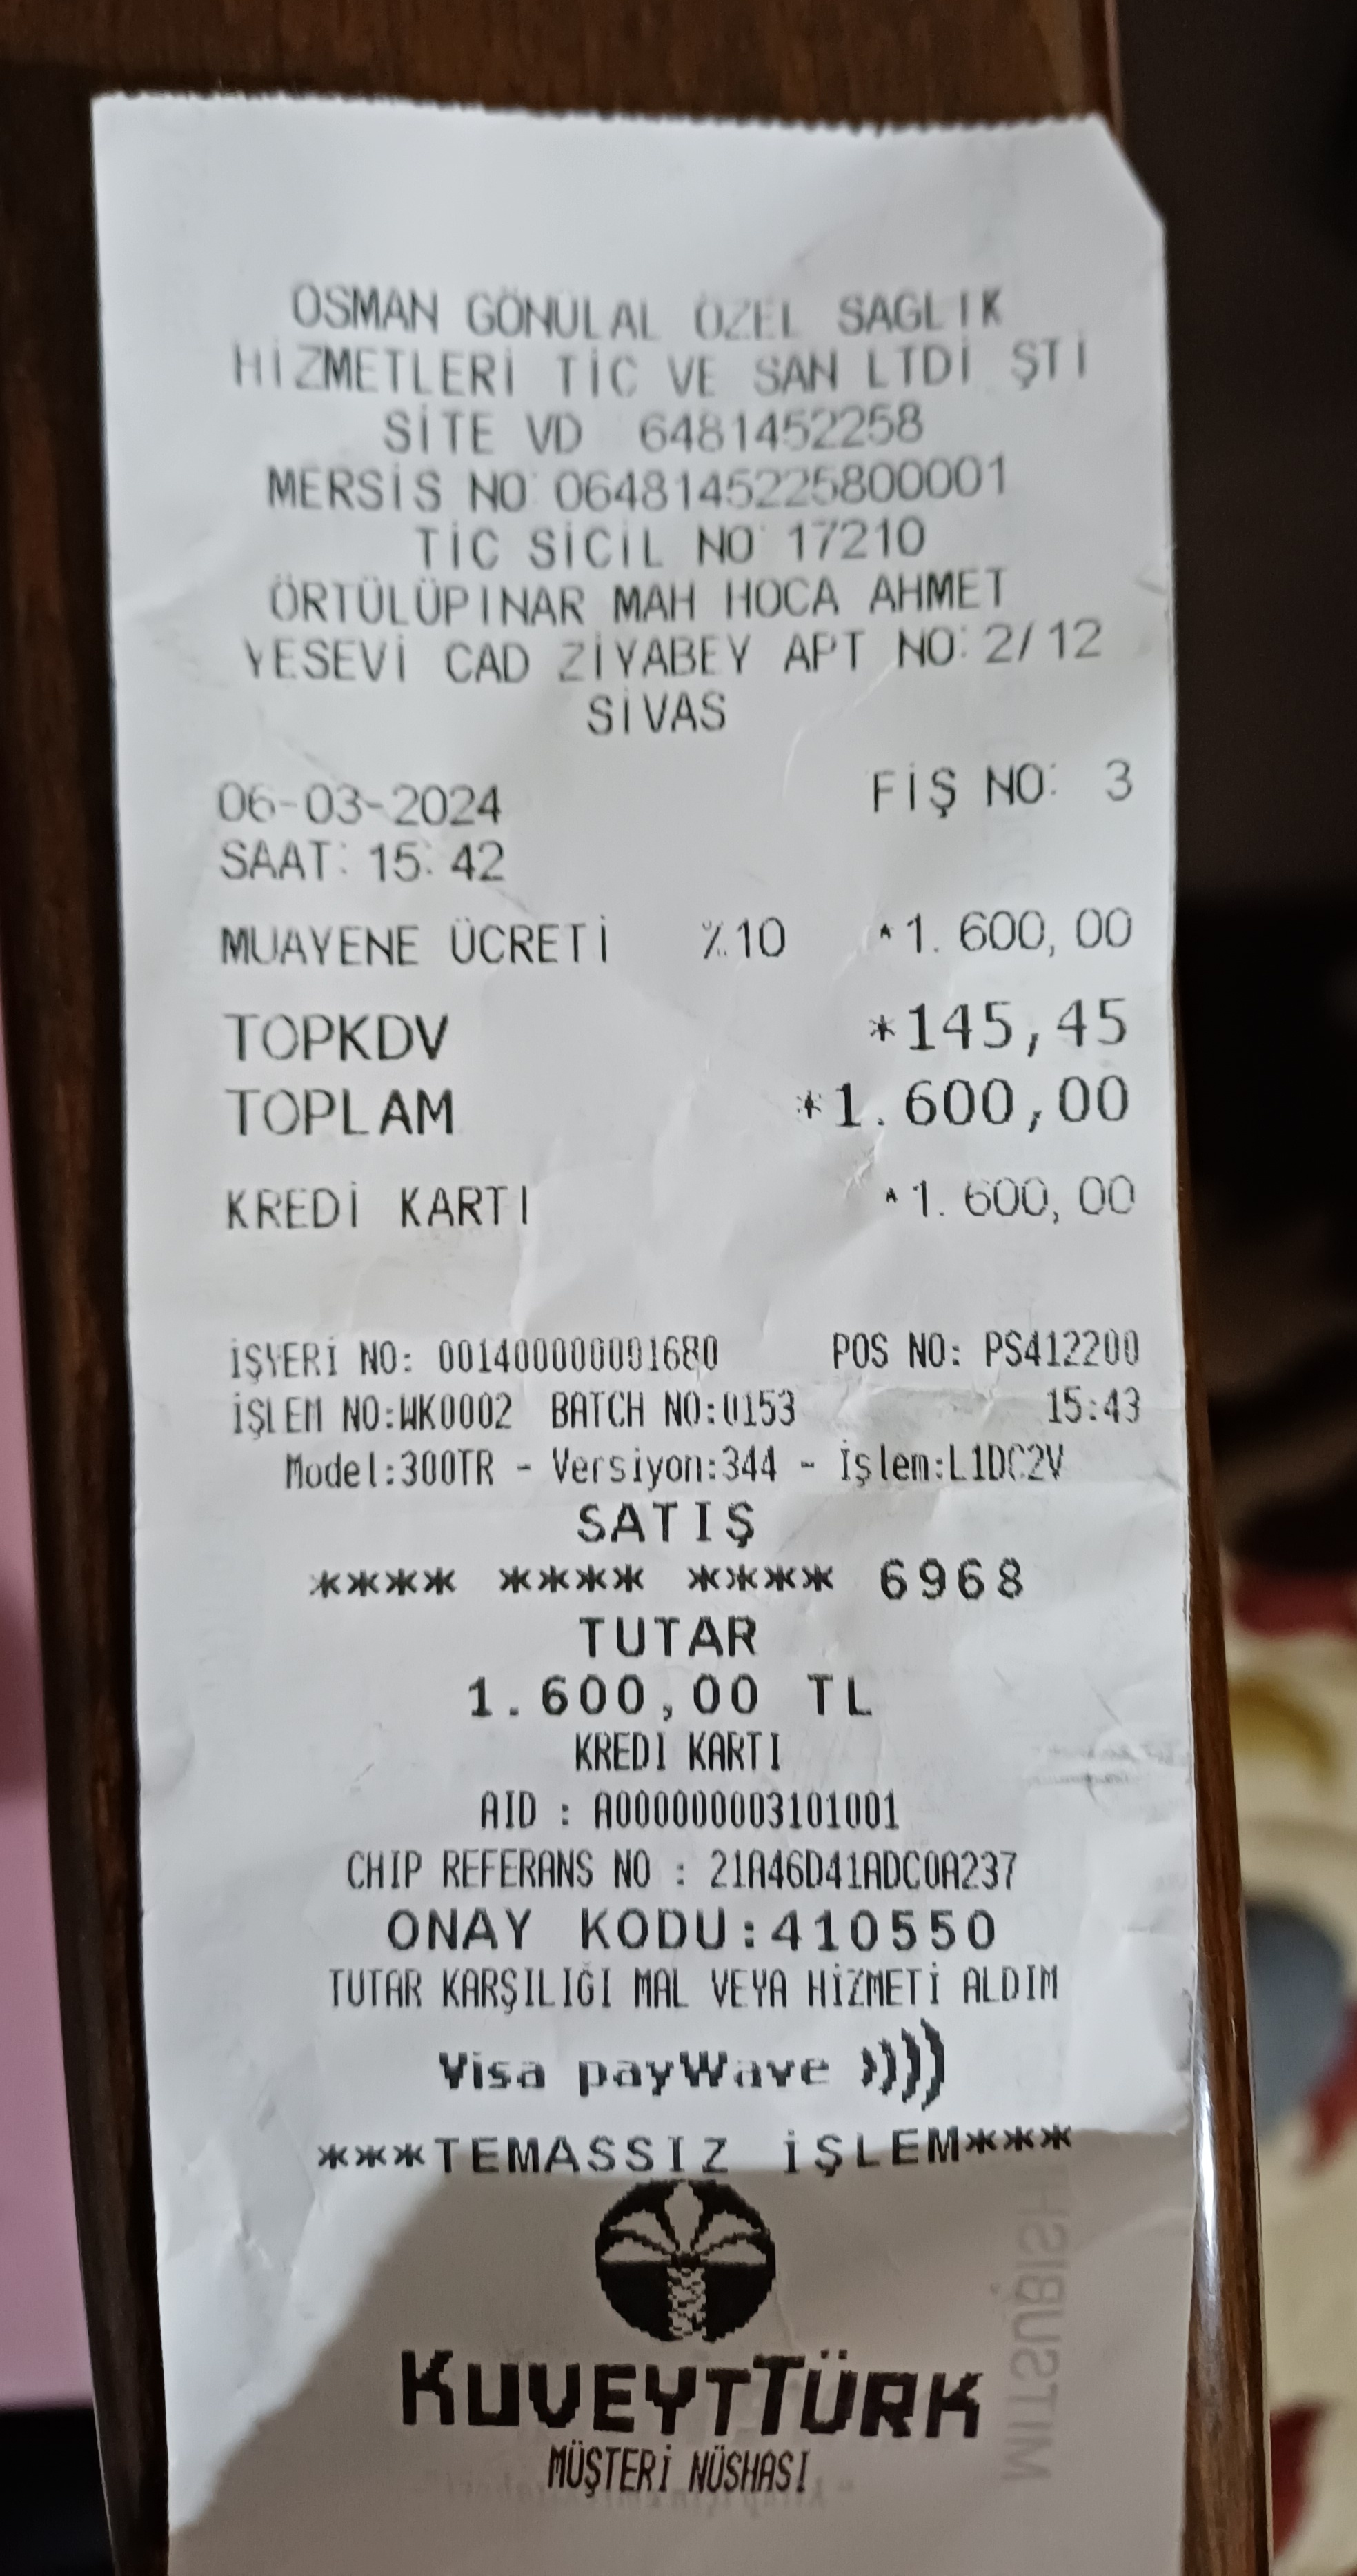 OSMAN GÖNÜLAL ÖZEL SAĞLIK
HİZMETLERİ TİC VE SAN LTDİ ŞTİ
SİTE VD 6481452258
MERSİS NO:0648145225800001
TİC SİCİL NO:17210
ÖRTÜLÜPINAR MAH HOCA AHMET
YESEVİ CAD ZİYABEY APT NO:2/12
SİVAS
06-03-2024 FİŞ NO: 3
SAAT:15:42
MUAYENE ÜCRETİ %10 *1.600,00
TOPKDV *145,45
TOPLAM *1.600,00
KREDİ KARTI *1.600,00
İŞYERİ NO: 001400000001680 POS NO: PS412200
İŞLEM NO:WK0002 BATCH NO:0153 15:43
Model:300TR - Versiyon:344 - İşlem:L1DC2V
SATIŞ
**** **** **** 6968
TUTAR
1.600,00 TL
KREDI KARTI
AID : A000000003101001
CHIP REFERANS NO : 21A46D41ADC0A237
ONAY KODU:410550
TUTAR KARŞILIĞI MAL VEYA HİZMETİ ALDIM
Visa payWave ))))
***TEMASSIZ İŞLEM***
KUVEYTTÜRK
MÜŞTERİ NÜSHASI